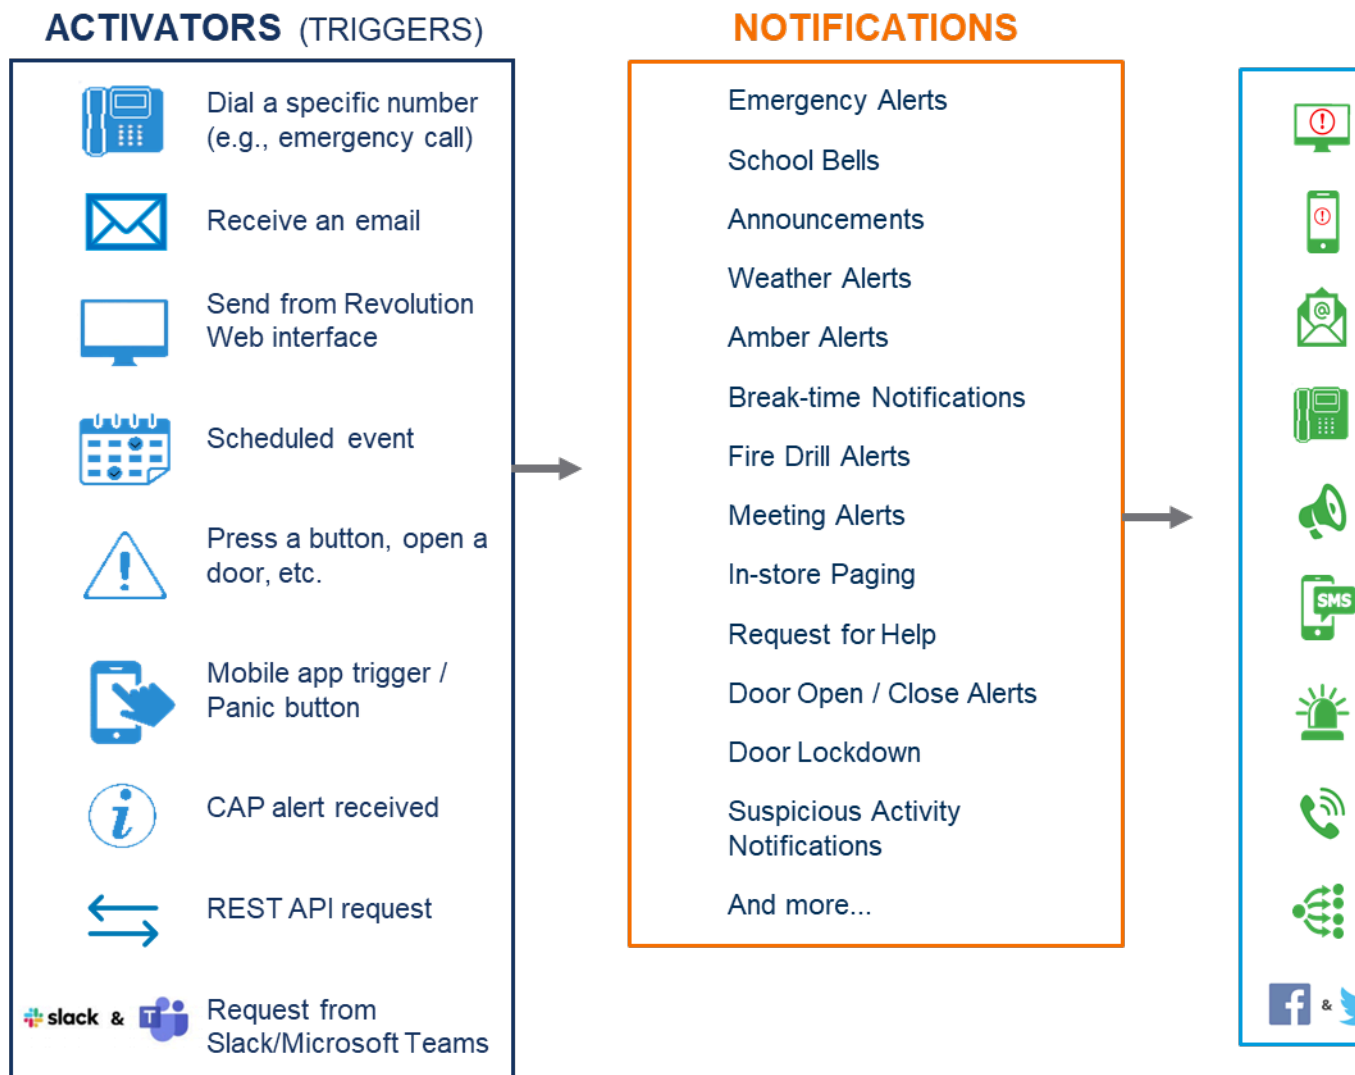 ACTIVATORS (TRIGGERS)
Dial a specific number
(e.g., emergency call)
Receive an email
Send from Revolution
Web interface
Scheduled event
Press a button, open a
door, etc.
Mobile app trigger /
Panic button
CAP alert received
REST API request
slack & T
Request from
Slack/Microsoft Teams
NOTIFICATIONS
Emergency Alerts
School Bells
Announcements
Weather Alerts
Amber Alerts
Break-time Notifications
Fire Drill Alerts
Meeting Alerts
In-store Paging
Request for Help
Door Open / Close Alerts
Door Lockdown
Suspicious Activity
Notifications
And more...
@
SMS
f &